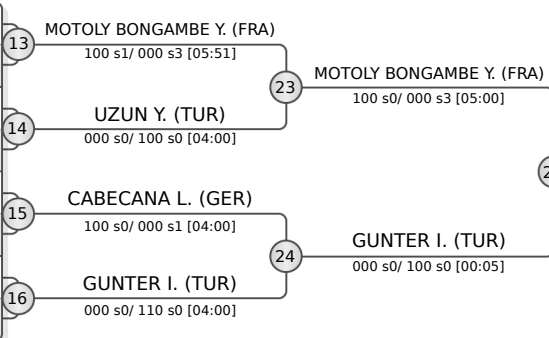 MOTOLY BONGAMBE Y. (FRA)
13
100 s1/ 000 s3 [05:51]
23
MOTOLY BONGAMBE Y. (FRA)
100 s0/ 000 s3 [05:00]
UZUN Y. (TUR)
14
000 s0/ 100 s0 [04:00]
CABECANA L. (GER)
15
100 s0/ 000 s1 [04:00]
24
GUNTER I. (TUR)
000 s0/ 100 s0 [00:05]
GUNTER I. (TUR)
16
000 s0/ 110 s0 [04:00]